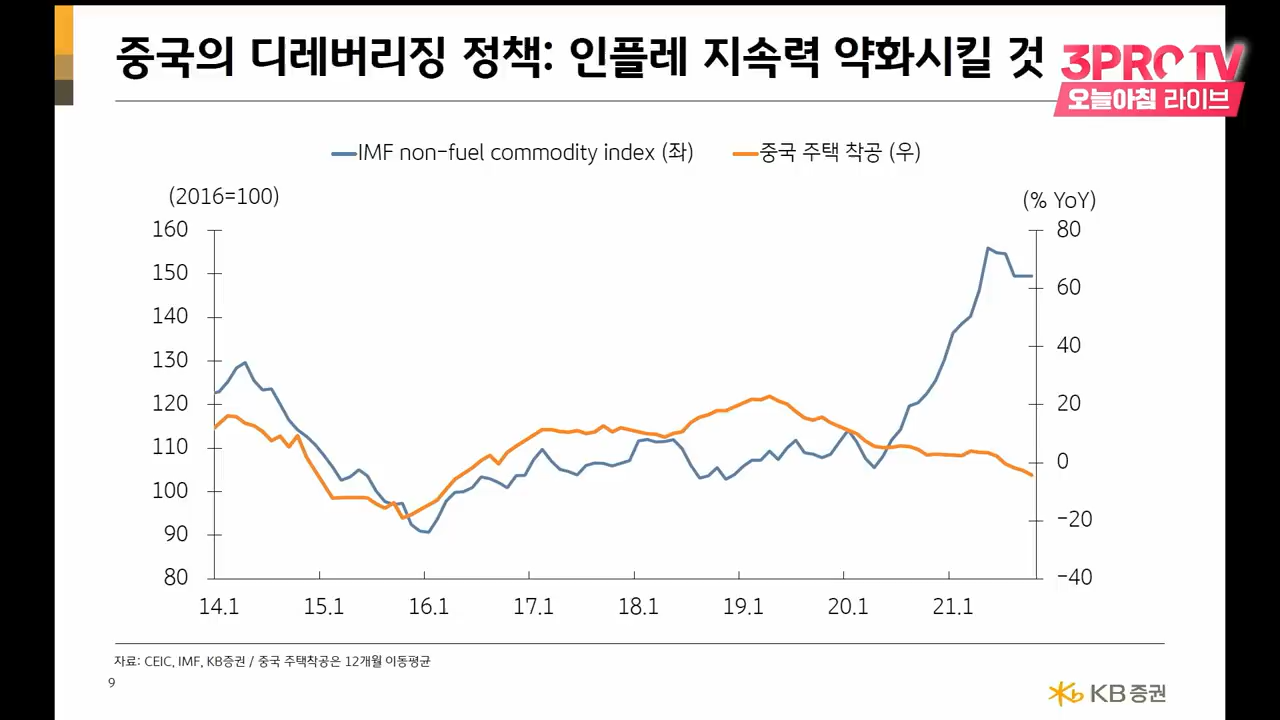 중국의 디레버리징 정책: 인플레 지속력 약화시킬 것
3PRO TV
오늘아침 라이브
IMF non-fuel commodity index (좌)
중국 주택 착공 (우)
(2016=100)
(% YoY)
160
150
140
130
120
110
100
90
80
80
60
40
20
0
-20
-40
14.1 15.1 16.1 17.1 18.1 19.1 20.1 21.1
자료: CEIC, IMF, KB증권 / 중국 주택착공은 12개월 이동평균
9
KB증권